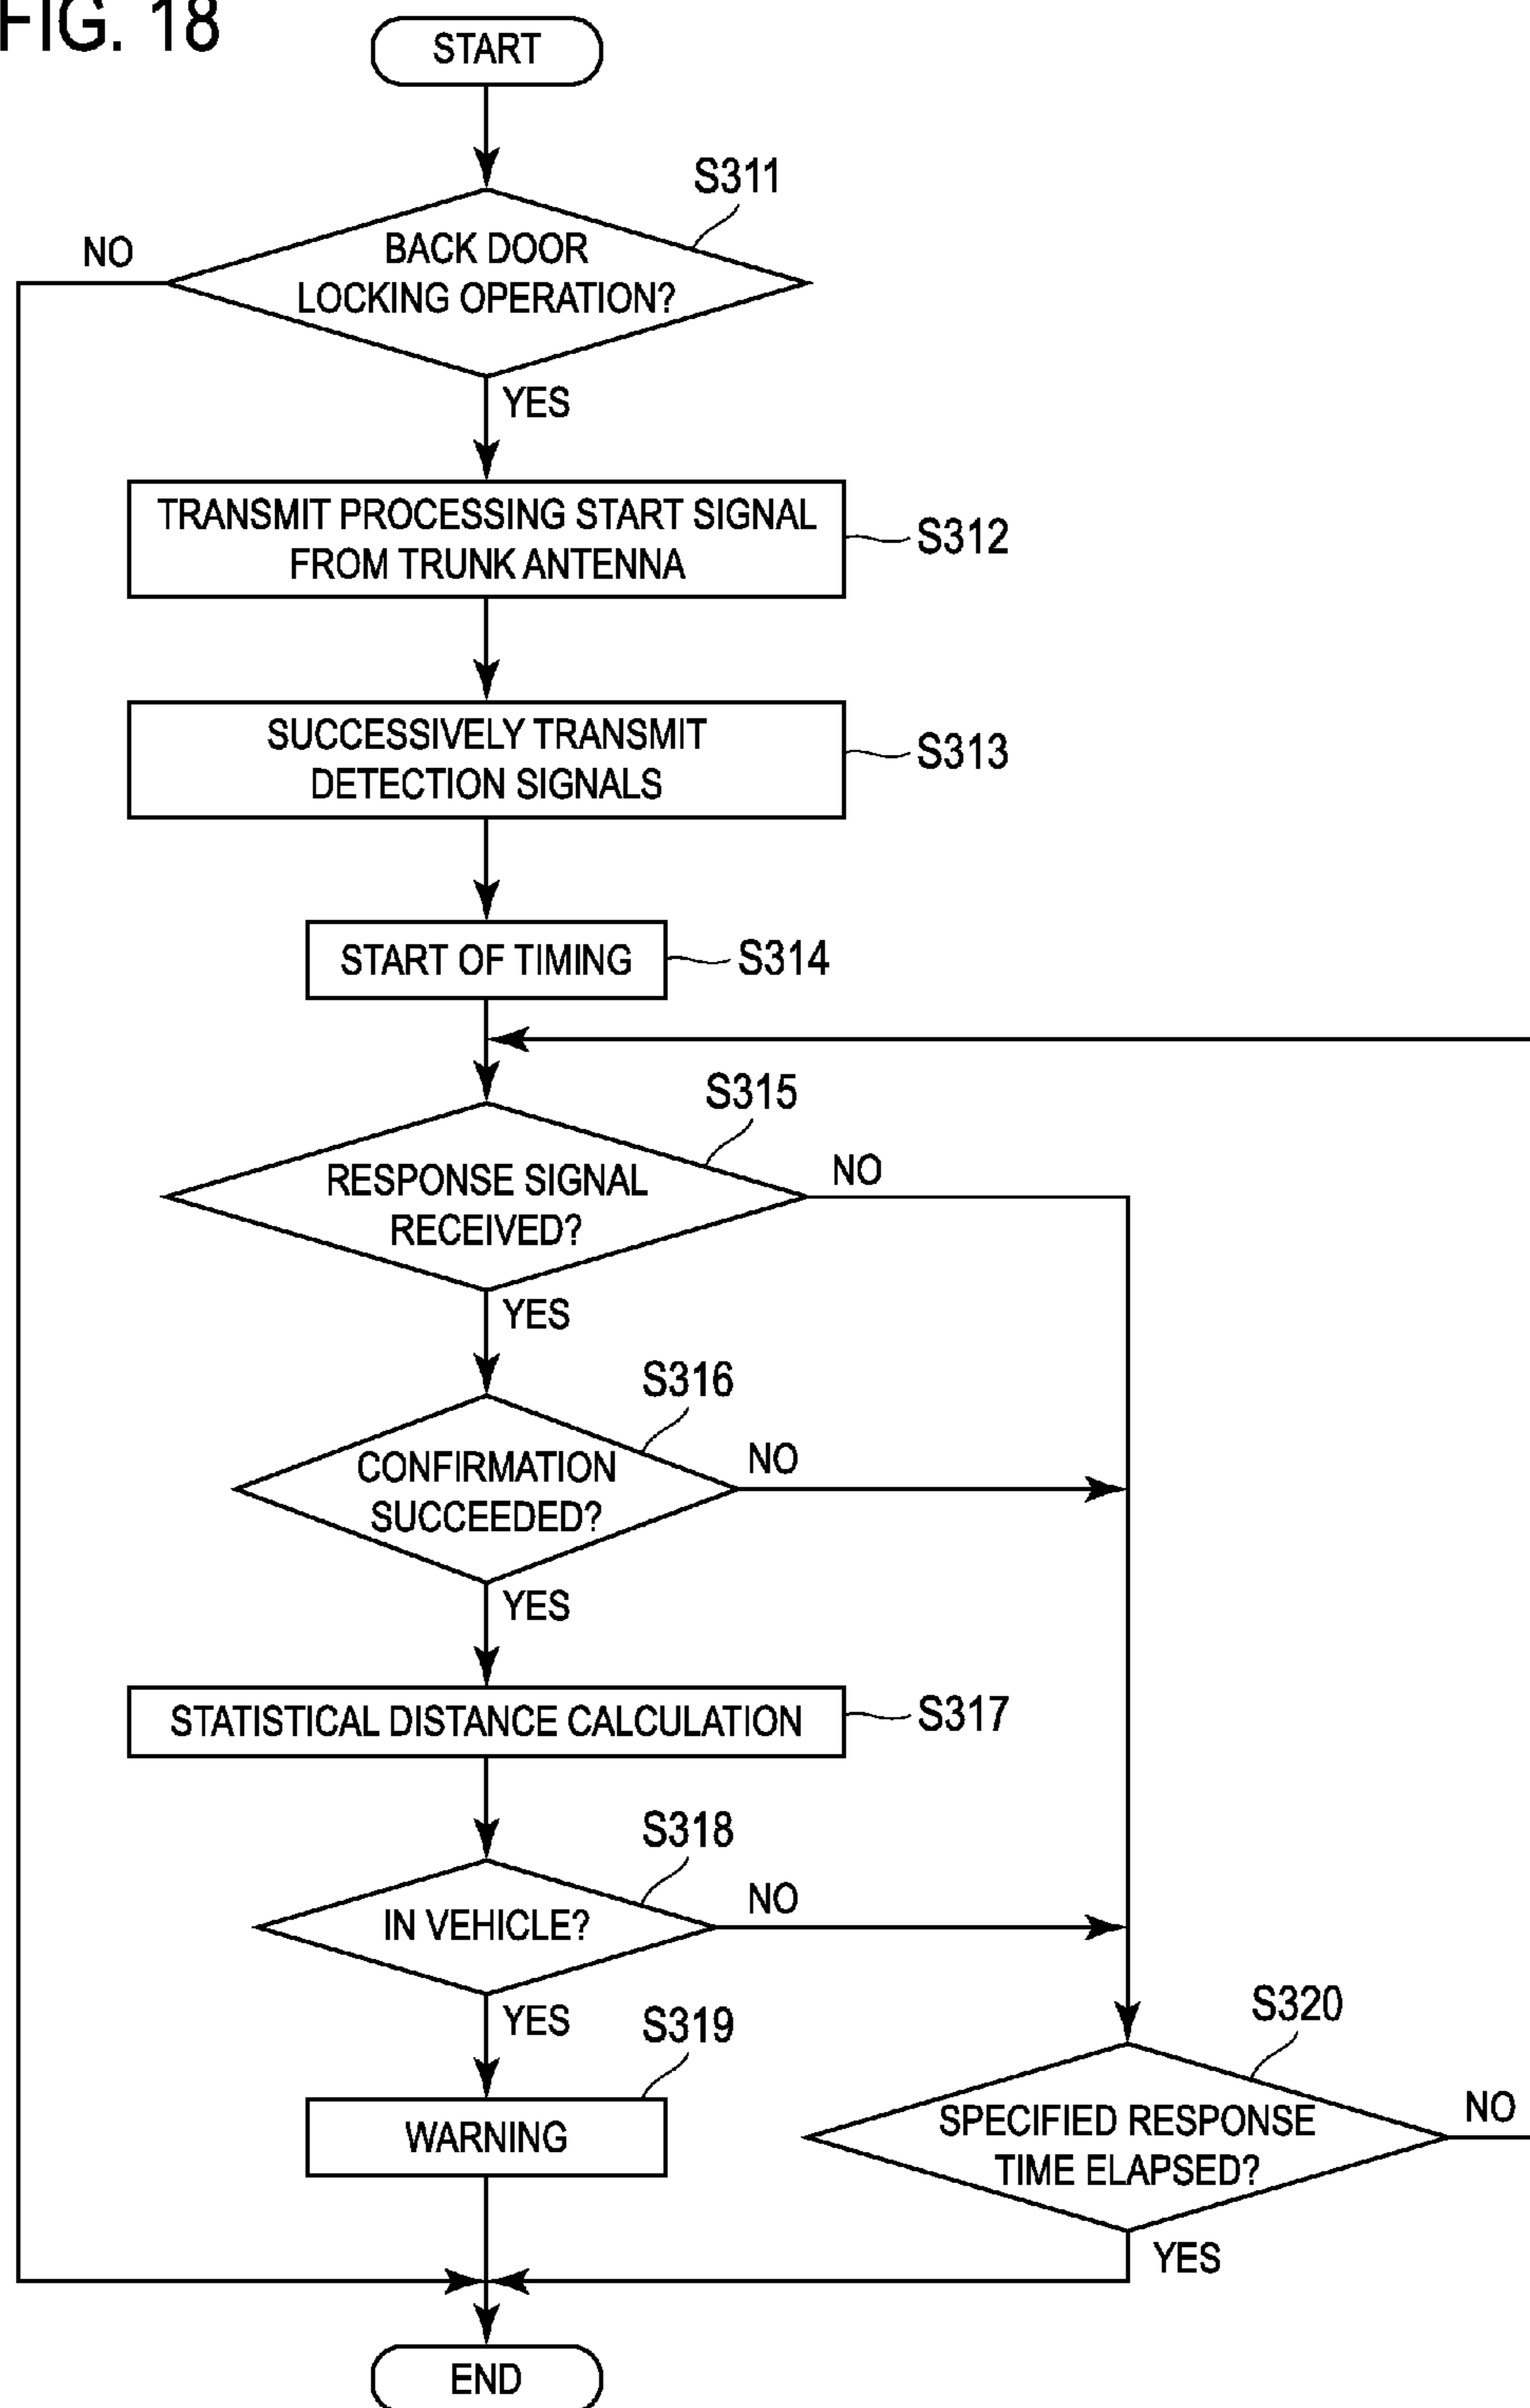 FIG. 18
START
S311
NO
BACK DOOR
LOCKING OPERATION?
YES
TRANSMIT PROCESSING START SIGNAL
FROM TRUNK ANTENNA
S312
SUCCESSIVELY TRANSMIT
DETECTION SIGNALS
S313
START OF TIMING
S314
S315
RESPONSE SIGNAL
RECEIVED?
NO
YES
S316
CONFIRMATION
SUCCEEDED?
NO
YES
STATISTICAL DISTANCE CALCULATION
S317
S318
IN VEHICLE?
NO
YES
S319
WARNING
S320
SPECIFIED RESPONSE
TIME ELAPSED?
NO
YES
END